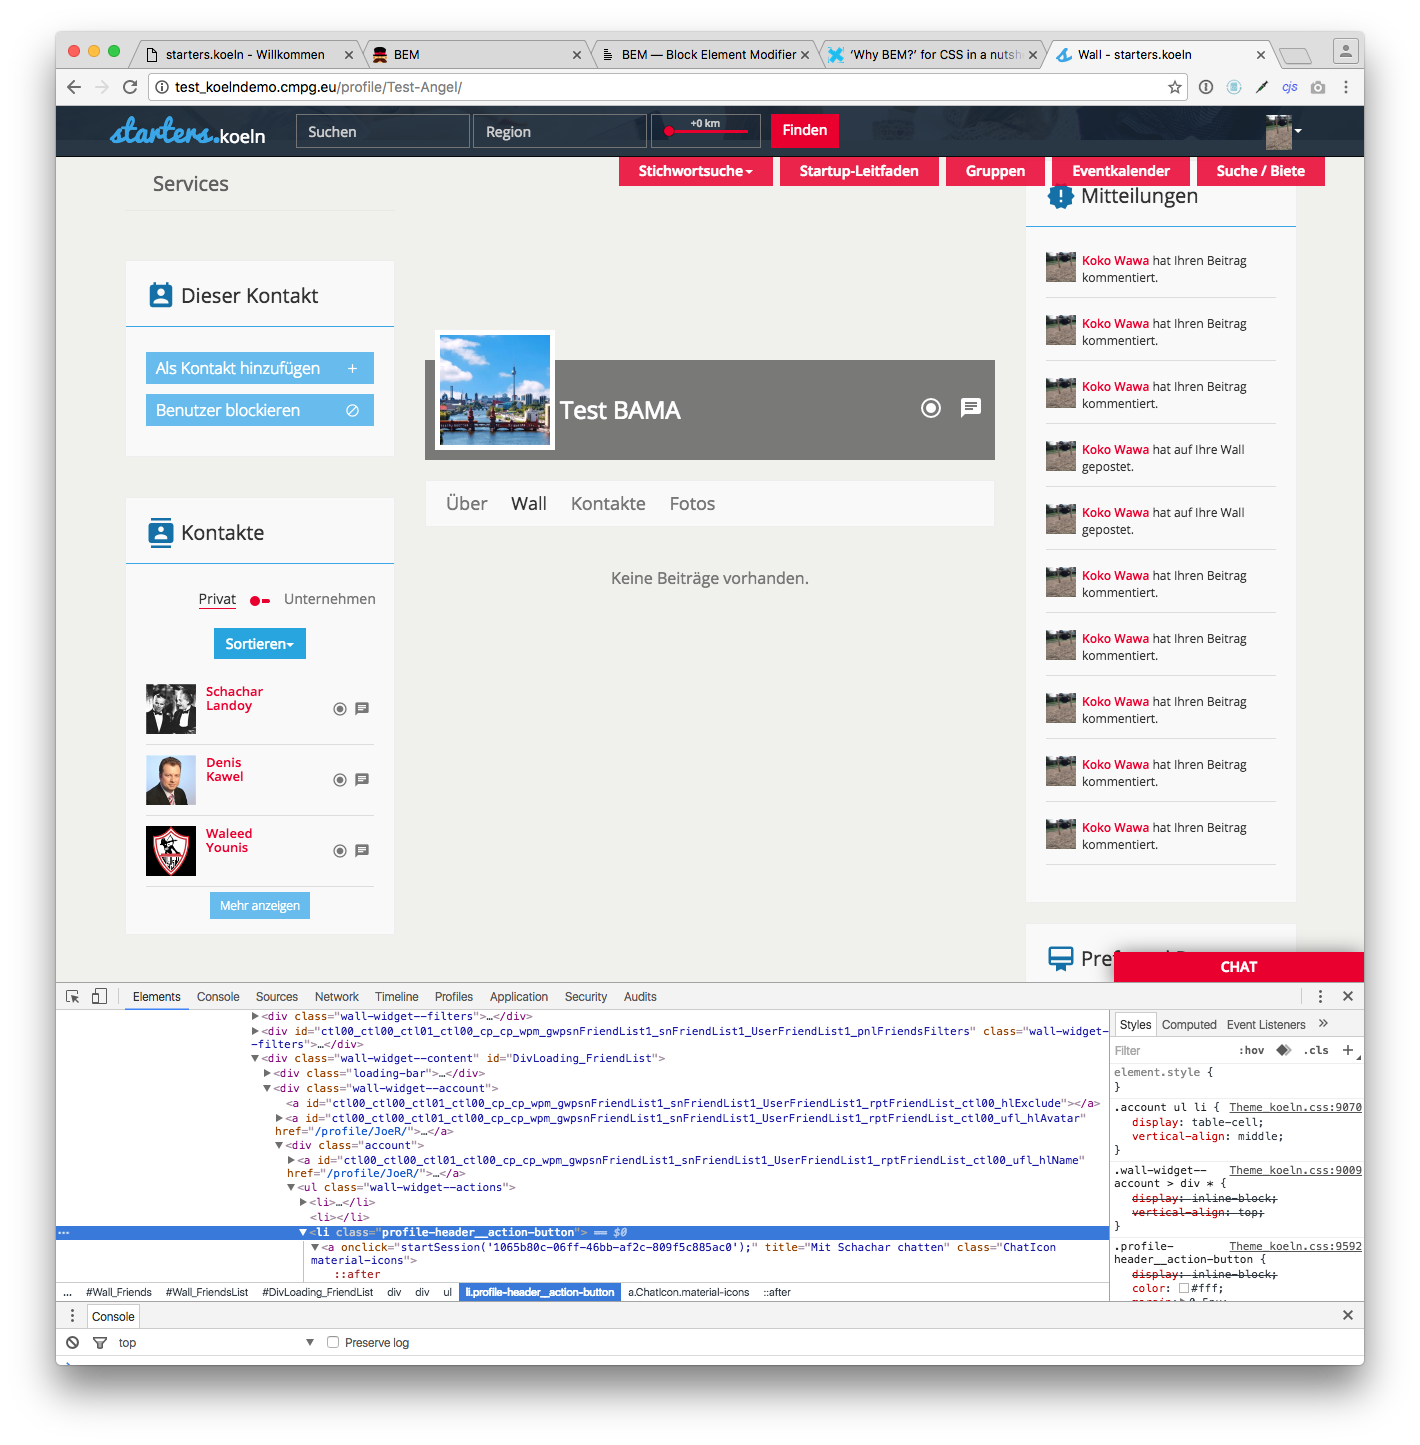 starters.koeln - Willkommen
BEM
BEM — Block Element Modifier
'Why BEM?' for CSS in a nutsh
Wall - starters.koeln
test_koelndemo.cmpg.eu/profile/Test-Angel/
cjs
starters.koeln
Suchen
Region
+0 km
Finden
Stichwortsuche
Startup-Leitfaden
Gruppen
Eventkalender
Suche / Biete
Services
Dieser Kontakt
Als Kontakt hinzufügen
Benutzer blockieren
Kontakte
Privat
Unternehmen
Sortieren
Schachar
Landoy
Denis
Kawel
Waleed
Younis
Mehr anzeigen
Test BAMA
Über Wall Kontakte Fotos
Keine Beiträge vorhanden.
Mitteilungen
Koko Wawa hat Ihren Beitrag
kommentiert.
Koko Wawa hat Ihren Beitrag
kommentiert.
Koko Wawa hat Ihren Beitrag
kommentiert.
Koko Wawa hat auf Ihre Wall
gepostet.
Koko Wawa hat auf Ihre Wall
gepostet.
Koko Wawa hat Ihren Beitrag
kommentiert.
Koko Wawa hat Ihren Beitrag
kommentiert.
Koko Wawa hat Ihren Beitrag
kommentiert.
Koko Wawa hat Ihren Beitrag
kommentiert.
Koko Wawa hat Ihren Beitrag
kommentiert.
CHAT
Elements Console Sources Network Timeline Profiles Application Security Audits
<div class="wall-widget--filters">…</div>
<div id="ctl00_ctl00_ctl01_ctl00_cp_cp_wpm_gwpsnFriendList1_snFriendList1_UserFriendList1_pnlFriendsFilters" class="wall-widget-
-filters">…</div>
<div class="wall-widget--content" id="DivLoading_FriendList">
<div class="loading-bar">…</div>
<div class="wall-widget--account">
<a id="ctl00_ctl00_ctl01_ctl00_cp_cp_wpm_gwpsnFriendList1_snFriendList1_UserFriendList1_rptFriendList_ctl00_hlExclude"></a>
<a id="ctl00_ctl00_ctl01_ctl00_cp_cp_wpm_gwpsnFriendList1_snFriendList1_UserFriendList1_rptFriendList_ctl00_ufl_hlAvatar"
href="/profile/JoeR/">…</a>
<div class="account">
<a id="ctl00_ctl00_ctl01_ctl00_cp_cp_wpm_gwpsnFriendList1_snFriendList1_UserFriendList1_rptFriendList_ctl00_ufl_hlName"
href="/profile/JoeR/">…</a>
<ul class="wall-widget--actions">
<li>…</li>
<li></li>
… <li class="profile-header__action-button"> == $0
<a onclick="startSession('1065b80c-06ff-46bb-af2c-809f5c885ac0');" title="Mit Schachar chatten" class="ChatIcon
material-icons">
::after
... #Wall_Friends #Wall_FriendsList #DivLoading_FriendList div div ul li.profile-header__action-button a.ChatIcon.material-icons ::after
Styles Computed Event Listeners »
Filter :hov .cls +
element.style {
}
.account ul li { Theme_koeln.css:9070
display: table-cell;
vertical-align: middle;
}
.wall-widget-- Theme_koeln.css:9009
account > div * {
display: inline-block;
vertical-align: top;
}
.profile- Theme_koeln.css:9592
header__action-button {
display: inline-block;
color: #fff;
Console
top
Preserve log